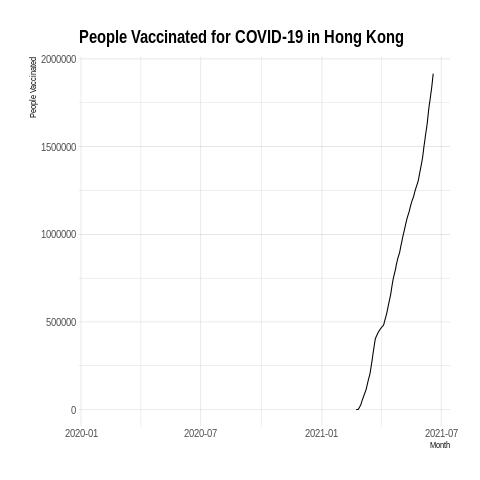 People Vaccinated for COVID-19 in Hong Kong
People Vaccinated
2000000
1500000
1000000
500000
0
2020-01 2020-07 2021-01 2021-07
Month